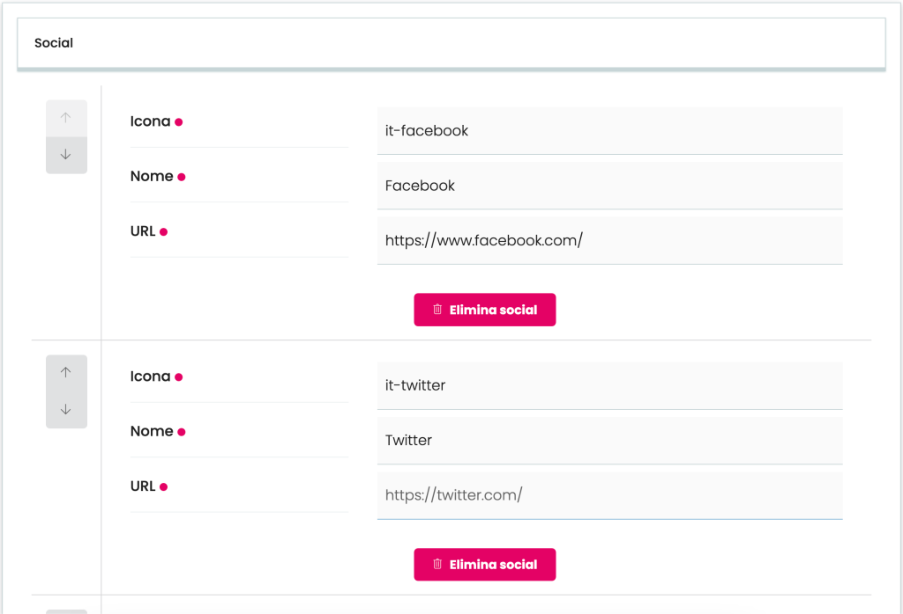 Social
Icona
it-facebook
Nome
Facebook
URL
https://www.facebook.com/
Elimina social
Icona
it-twitter
Nome
Twitter
URL
https://twitter.com/
Elimina social